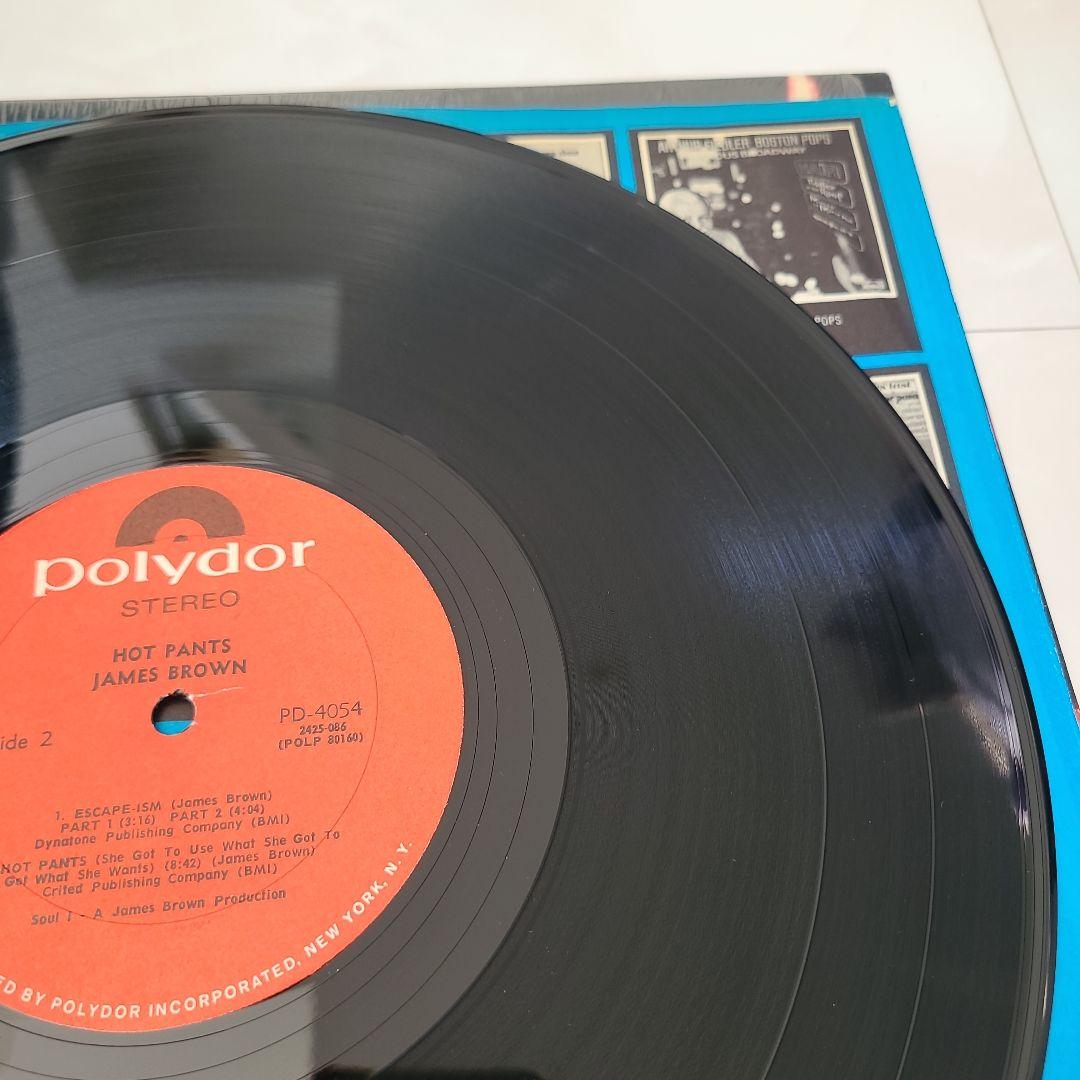 BOSTON POPS
POPS
polydor
STEREO
HOT PANTS
JAMES BROWN
PD-4054
2425-086
(POLP 80160)
ide 2
1. ESCAPE-ISM (James Brown)
PART 1 (3:16) PART 2 (4:04)
Dynatone Publishing Company (BMI)
HOT PANTS (She Got To Use What She Got To
Get What She Wants) (8:42) (James Brown)
Crited Publishing Company (BMI)
Soul I - A James Brown Production
ED BY POLYDOR INCORPORATED, NEW YORK, N.Y.